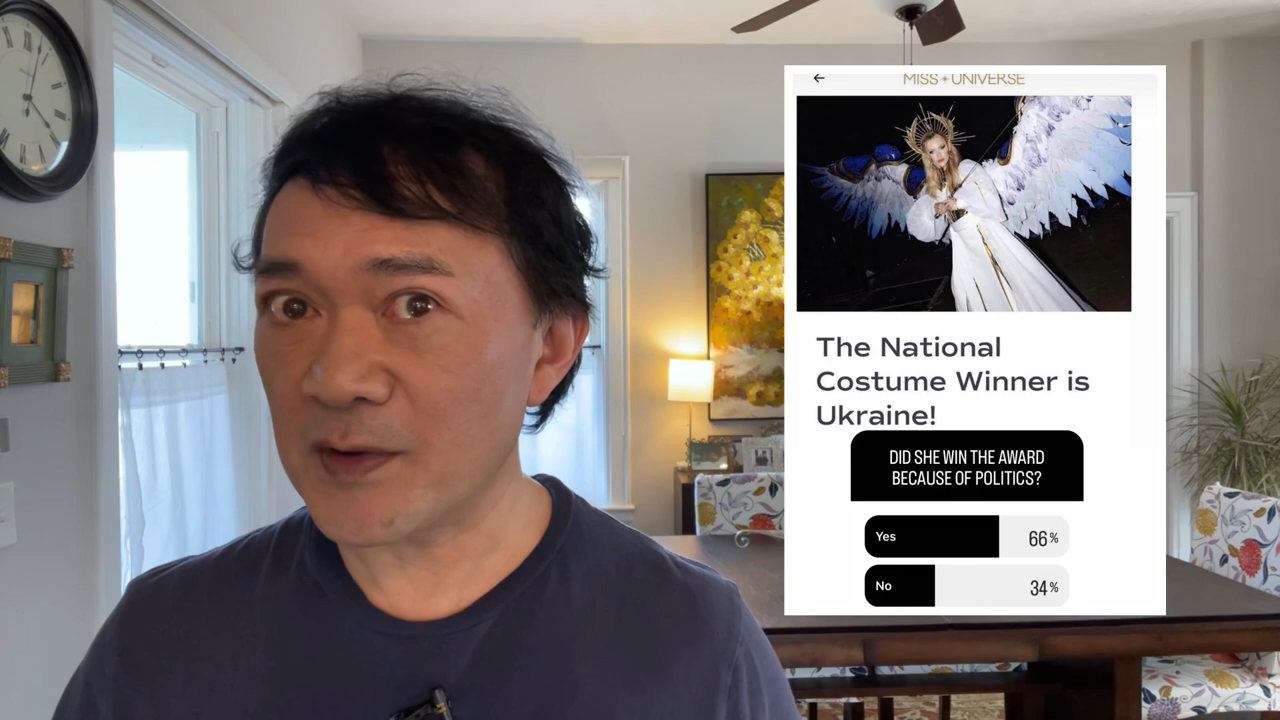 MISS + UNIVERSE
The National
Costume Winner is
Ukraine!
DID SHE WIN THE AWARD
BECAUSE OF POLITICS?
Yes 66%
No 34%